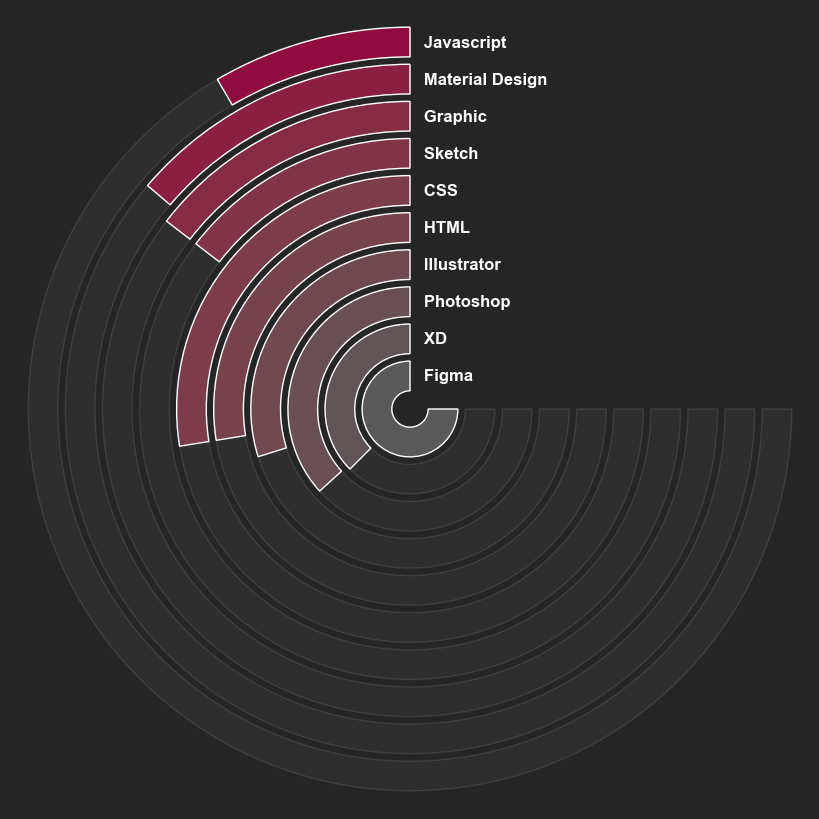 Javascript
Material Design
Graphic
Sketch
CSS
HTML
Illustrator
Photoshop
XD
Figma